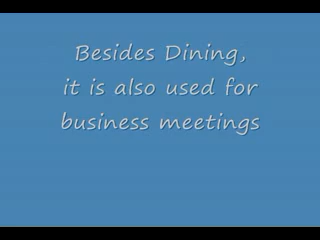 Besides Dining,
it is also used for
business meetings